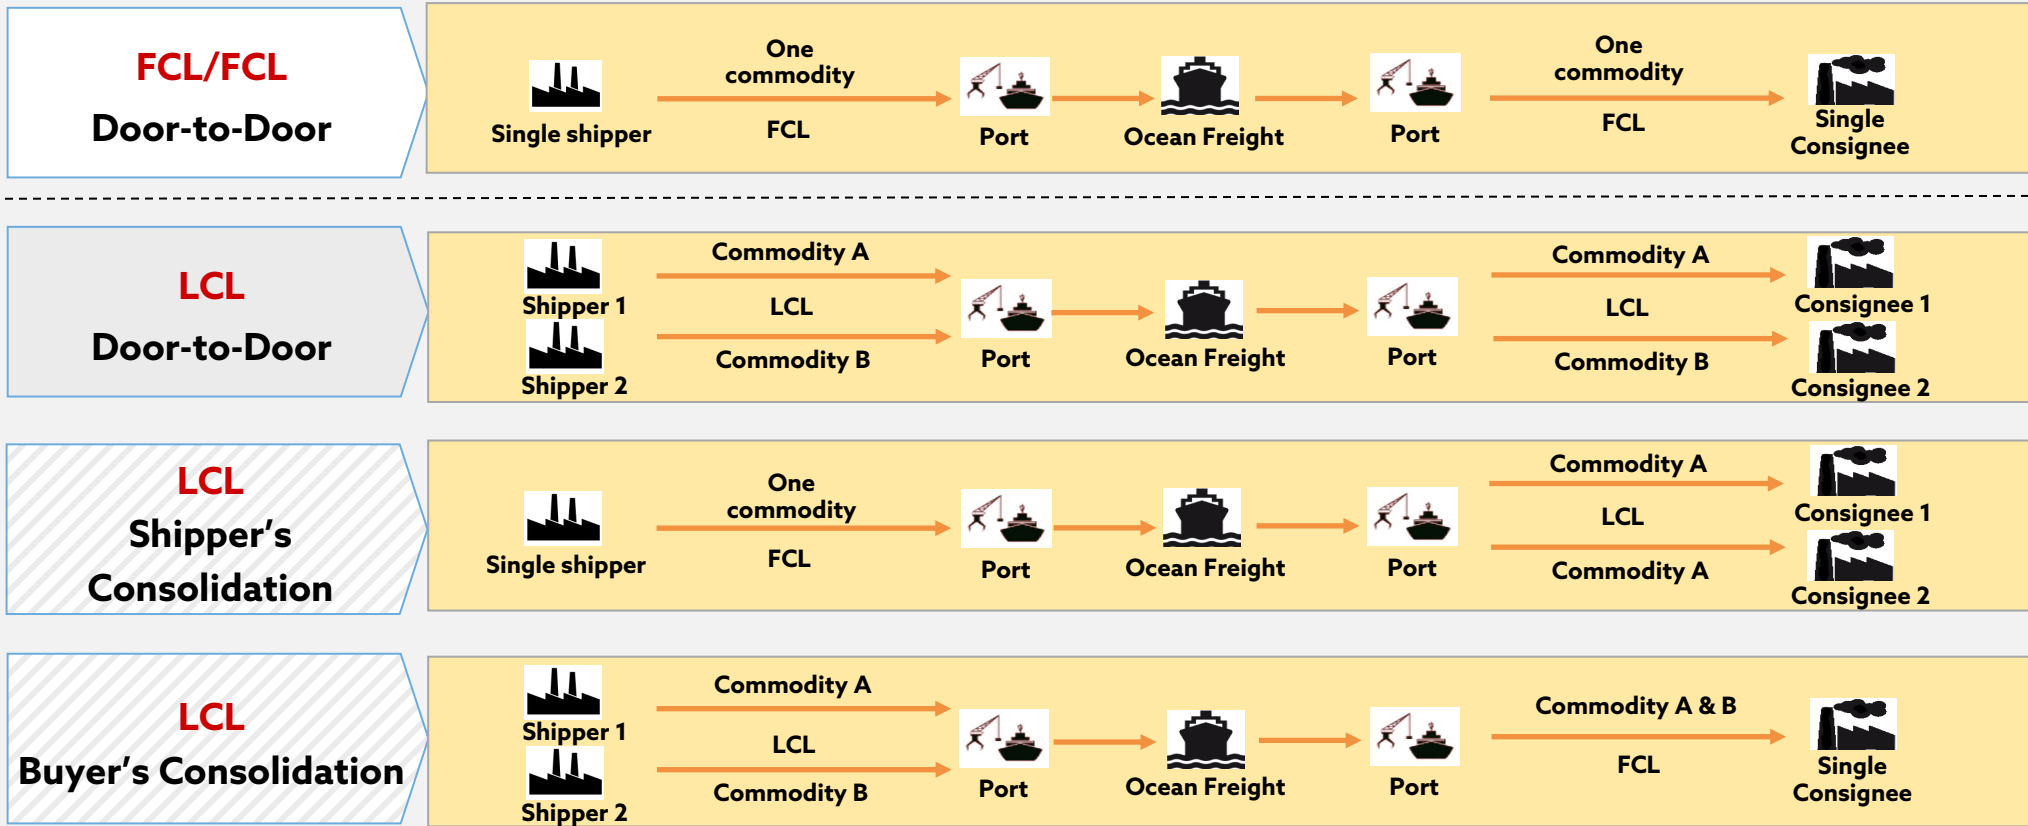 FCL/FCL
Door-to-Door
Single shipper
One
commodity
FCL
Port
Ocean Freight
Port
One
commodity
FCL
Single
Consignee
LCL
Door-to-Door
Shipper 1
Shipper 2
Commodity A
LCL
Commodity B
Port
Ocean Freight
Port
Commodity A
LCL
Commodity B
Consignee 1
Consignee 2
LCL
Shipper’s
Consolidation
Single shipper
One
commodity
FCL
Port
Ocean Freight
Port
Commodity A
LCL
Commodity A
Consignee 1
Consignee 2
LCL
Buyer’s Consolidation
Shipper 1
Shipper 2
Commodity A
LCL
Commodity B
Port
Ocean Freight
Port
Commodity A & B
FCL
Single
Consignee